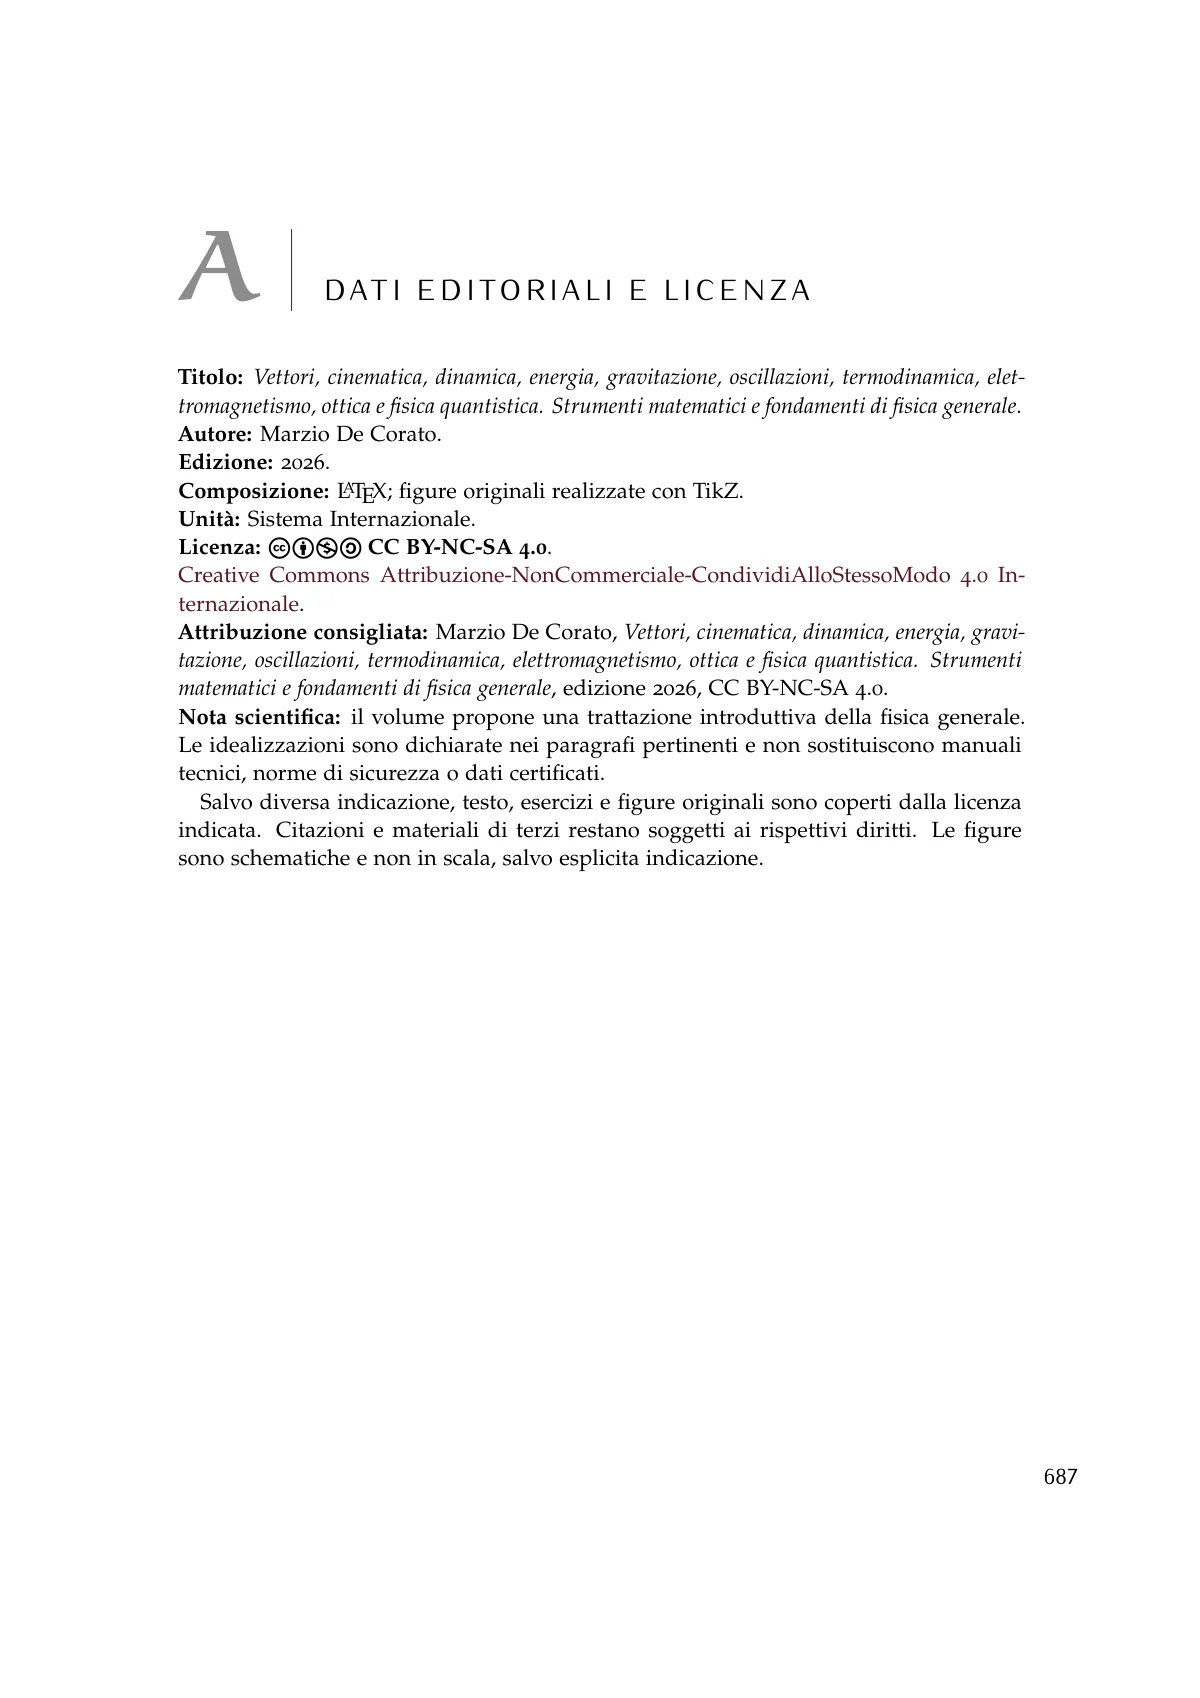 A
DATI EDITORIALI E LICENZA
Titolo: Vettori, cinematica, dinamica, energia, gravitazione, oscillazioni, termodinamica, elet-
tromagnetismo, ottica e fisica quantistica. Strumenti matematici e fondamenti di fisica generale.
Autore: Marzio De Corato.
Edizione: 2026.
Composizione: LATEX; figure originali realizzate con TikZ.
Unità: Sistema Internazionale.
Licenza: CC BY-NC-SA 4.0.
Creative Commons Attribuzione-NonCommerciale-CondividiAlloStessoModo 4.0 In-
ternazionale.
Attribuzione consigliata: Marzio De Corato, Vettori, cinematica, dinamica, energia, gravi-
tazione, oscillazioni, termodinamica, elettromagnetismo, ottica e fisica quantistica. Strumenti
matematici e fondamenti di fisica generale, edizione 2026, CC BY-NC-SA 4.0.
Nota scientifica: il volume propone una trattazione introduttiva della fisica generale.
Le idealizzazioni sono dichiarate nei paragrafi pertinenti e non sostituiscono manuali
tecnici, norme di sicurezza o dati certificati.
Salvo diversa indicazione, testo, esercizi e figure originali sono coperti dalla licenza
indicata. Citazioni e materiali di terzi restano soggetti ai rispettivi diritti. Le figure
sono schematiche e non in scala, salvo esplicita indicazione.
687